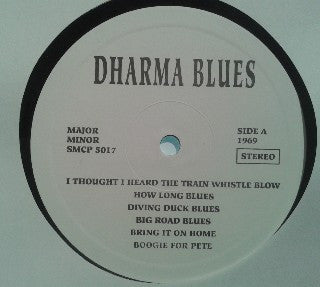 DHARMA BLUES
MAJOR
MINOR
SMCP 5017
SIDE A
1969
STEREO
I THOUGHT I HEARD THE TRAIN WHISTLE BLOW
HOW LONG BLUES
DIVING DUCK BLUES
BIG ROAD BLUES
BRING IT ON HOME
BOOGIE FOR PETE